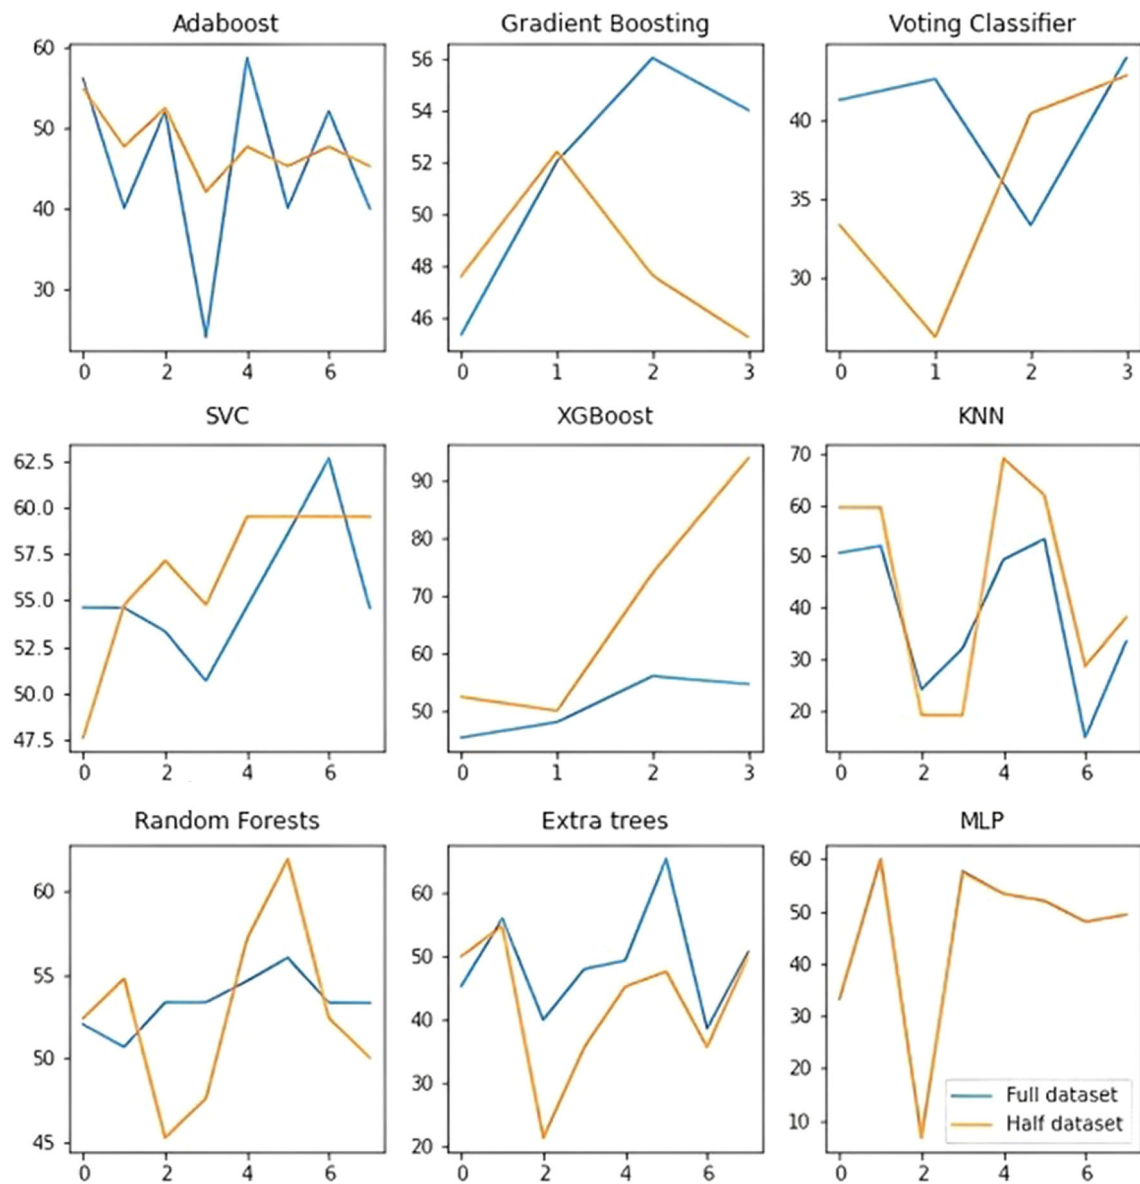 Adaboost
Gradient Boosting
Voting Classifier
60
50
40
30
0 2 4 6
56
54
52
50
48
46
0 1 2 3
40
35
30
0 1 2 3
SVC
XGBoost
KNN
62.5
60.0
57.5
55.0
52.5
50.0
47.5
0 2 4 6
90
80
70
60
50
0 1 2 3
70
60
50
40
30
20
0 2 4 6
Random Forests
Extra trees
MLP
60
55
50
45
0 2 4 6
60
50
40
30
20
0 2 4 6
60
50
40
30
20
10
0 2 4 6
Full dataset
Half dataset